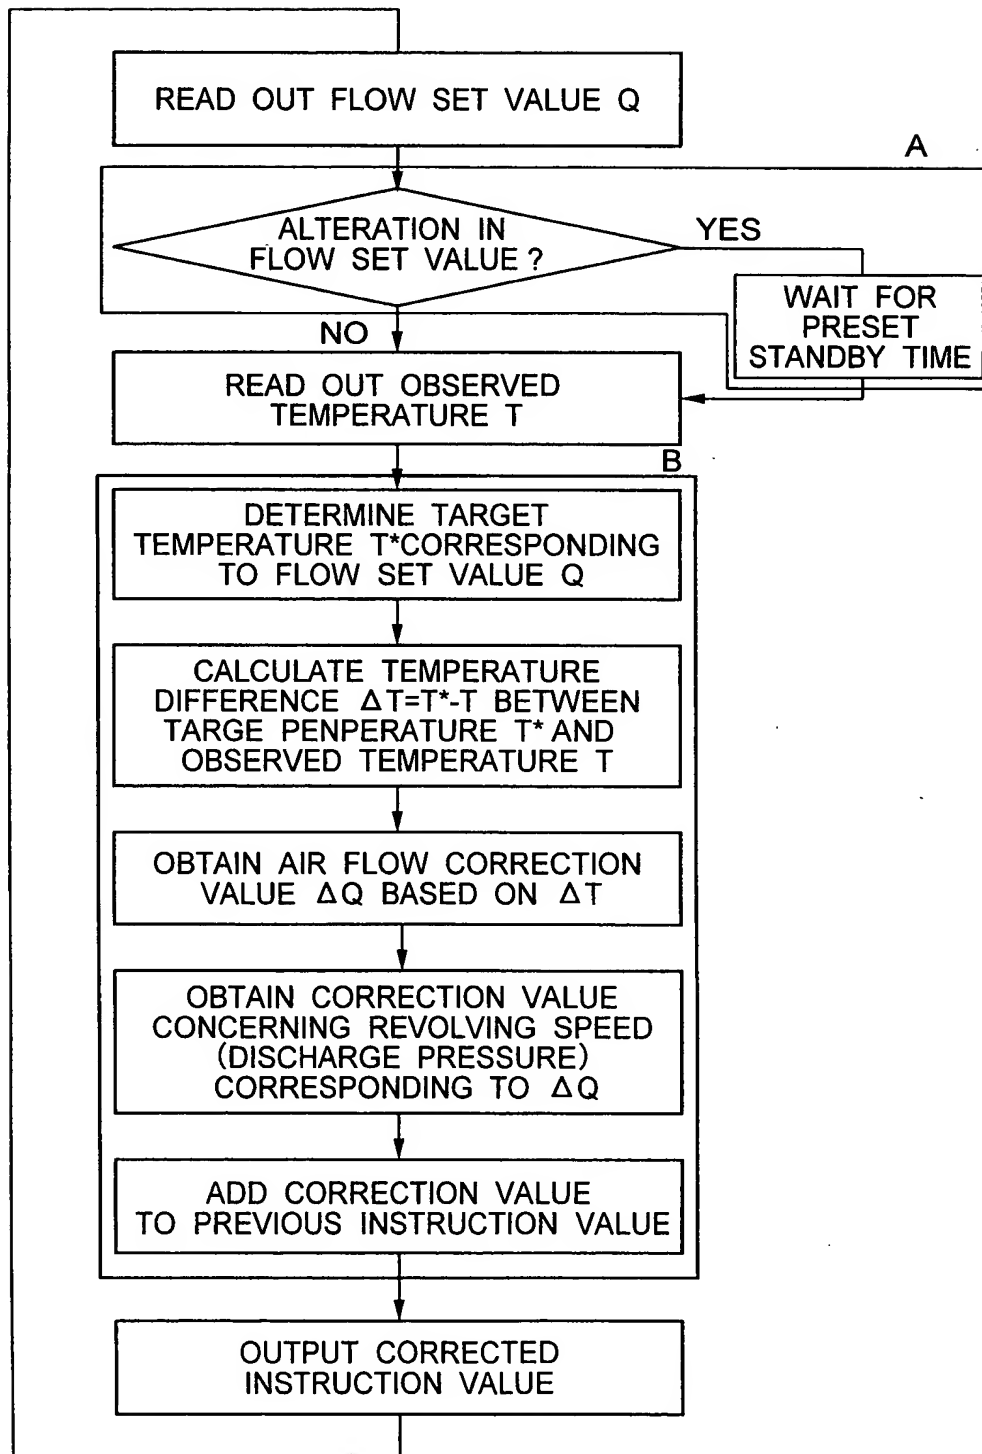 READ OUT FLOW SET VALUE Q
A
ALTERATION IN
FLOW SET VALUE ?
YES
WAIT FOR
PRESET
STANDBY TIME
NO
READ OUT OBSERVED
TEMPERATURE T
B
DETERMINE TARGET
TEMPERATURE T*CORRESPONDING
TO FLOW SET VALUE Q
CALCULATE TEMPERATURE
DIFFERENCE ΔT=T*-T BETWEEN
TARGE PENPERATURE T* AND
OBSERVED TEMPERATURE T
OBTAIN AIR FLOW CORRECTION
VALUE ΔQ BASED ON ΔT
OBTAIN CORRECTION VALUE
CONCERNING REVOLVING SPEED
(DISCHARGE PRESSURE)
CORRESPONDING TO ΔQ
ADD CORRECTION VALUE
TO PREVIOUS INSTRUCTION VALUE
OUTPUT CORRECTED
INSTRUCTION VALUE